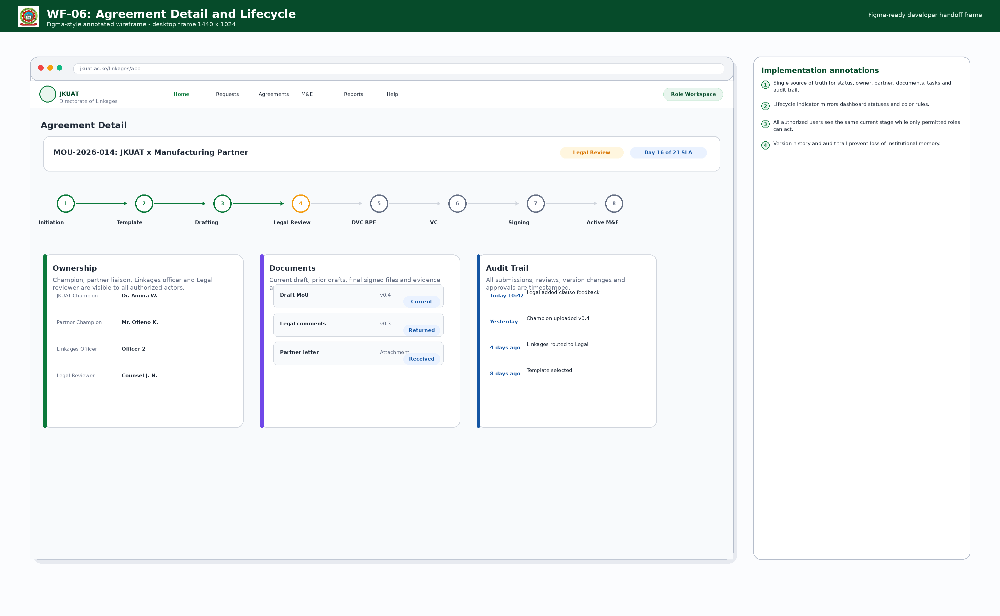 WF-06: Agreement Detail and Lifecycle
Figma-style annotated wireframe - desktop frame 1440 x 1024
Figma-ready developer handoff frame
jkuat.ac.ke/linkages/app
JKUAT
Directorate of Linkages
Home
Requests
Agreements
M&E
Reports
Help
Role Workspace
Agreement Detail
MOU-2026-014: JKUAT x Manufacturing Partner
Legal Review
Day 16 of 21 SLA
1
2
3
4
5
6
7
8
Initiation
Template
Drafting
Legal Review
DVC RPE
VC
Signing
Active M&E
Ownership
Champion, partner liaison, Linkages officer and Legal
reviewer are visible to all authorized actors.
JKUAT Champion
Dr. Amina W.
Partner Champion
Mr. Otieno K.
Linkages Officer
Officer 2
Legal Reviewer
Counsel J. N.
Documents
Current draft, prior drafts, final signed files and evidence
Draft MoU
v0.4
Current
Legal comments
v0.3
Returned
Partner letter
Attachment
Received
Audit Trail
All submissions, reviews, version changes and
approvals are timestamped.
Today 10:42
Legal added clause feedback
Yesterday
Champion uploaded v0.4
4 days ago
Linkages routed to Legal
8 days ago
Template selected
Implementation annotations
1
Single source of truth for status, owner, partner, documents, tasks and
audit trail.
2
Lifecycle indicator mirrors dashboard statuses and color rules.
3
All authorized users see the same current stage while only permitted roles
can act.
4
Version history and audit trail prevent loss of institutional memory.